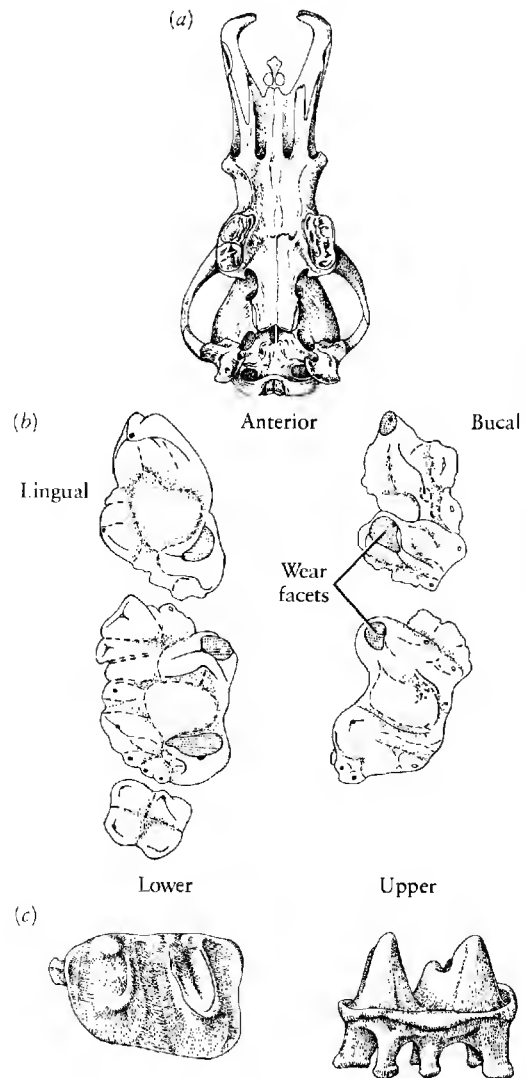 (a)
(b)
Anterior
Bucal
Lingual
Wear
facets
Lower
Upper
(c)